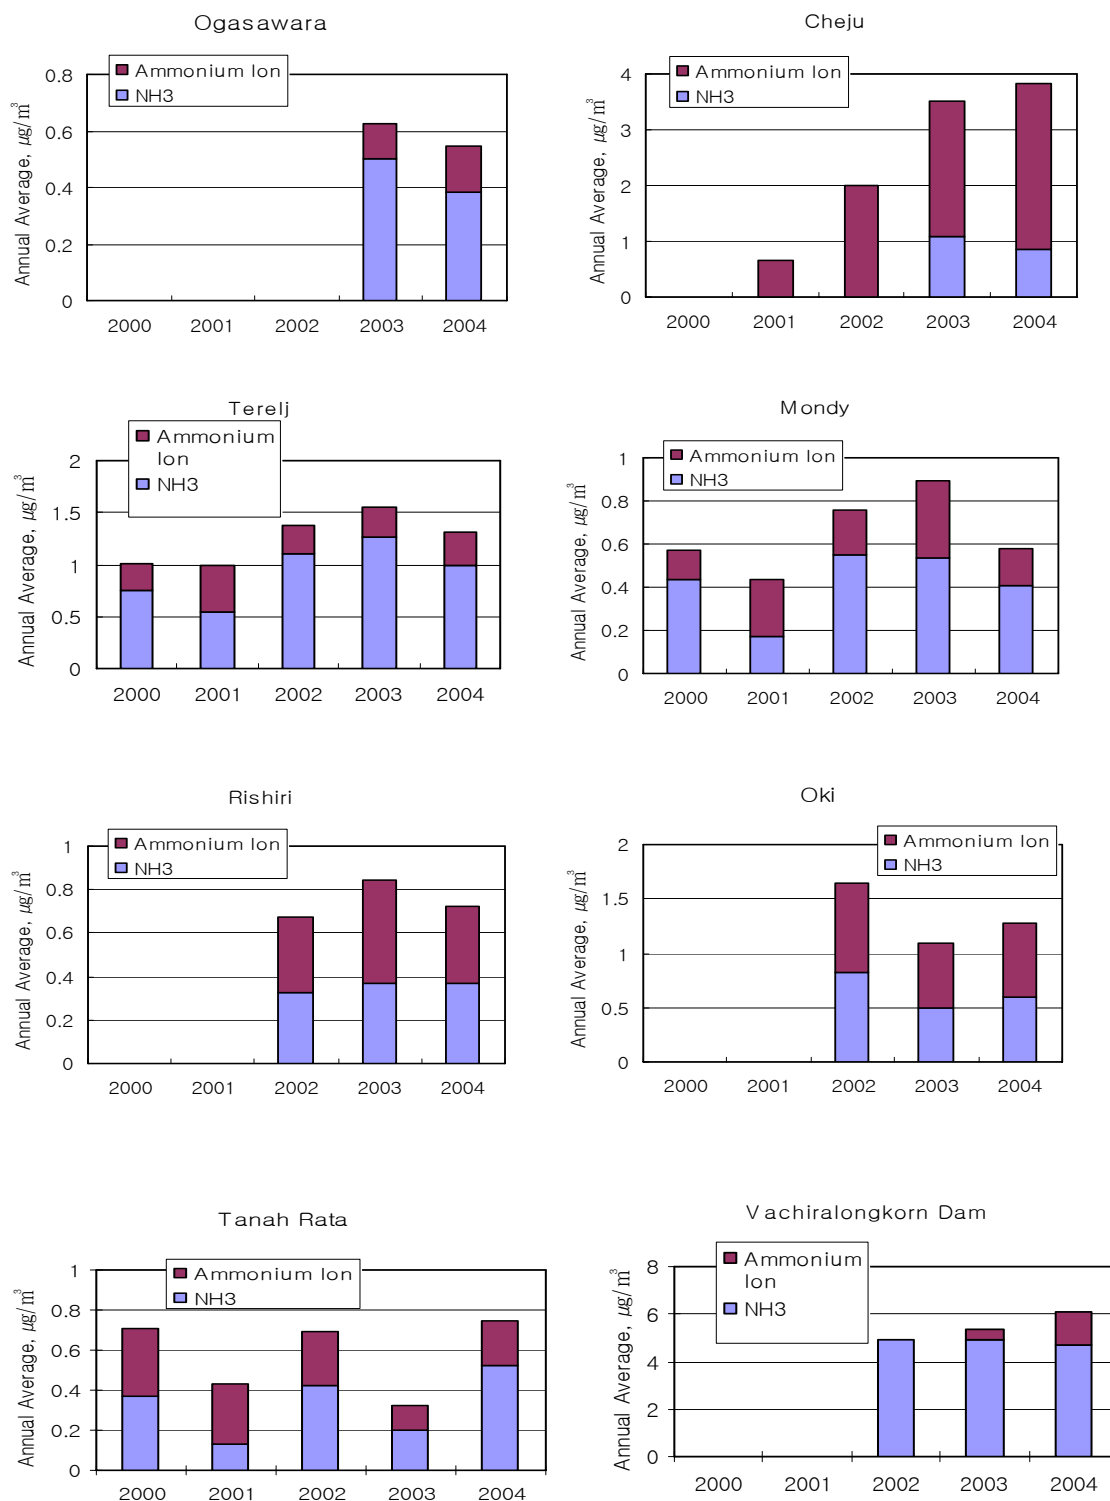 Ogasawara
Ammonium Ion
NH3
Annual Average, μg/㎥
0.8
0.6
0.4
0.2
0
2000 2001 2002 2003 2004
Cheju
Ammonium Ion
NH3
Annual Average, μg/㎥
4
3
2
1
0
2000 2001 2002 2003 2004
Terelj
Ammonium
Ion
NH3
Annual Average, μg/㎥
2
1.5
1
0.5
0
2000 2001 2002 2003 2004
Mondy
Ammonium Ion
NH3
Annual Average, μg/㎥
1
0.8
0.6
0.4
0.2
0
2000 2001 2002 2003 2004
Rishiri
Ammonium Ion
NH3
Annual Average, μg/㎥
1
0.8
0.6
0.4
0.2
0
2000 2001 2002 2003 2004
Oki
Ammonium Ion
NH3
Annual Average, μg/㎥
2
1.5
1
0.5
0
2000 2001 2002 2003 2004
Tanah Rata
Ammonium Ion
NH3
Annual Average, μg/㎥
1
0.8
0.6
0.4
0.2
0
2000 2001 2002 2003 2004
Vachiralongkorn Dam
Ammonium
Ion
NH3
Annual Average, μg/㎥
8
6
4
2
0
2000 2001 2002 2003 2004